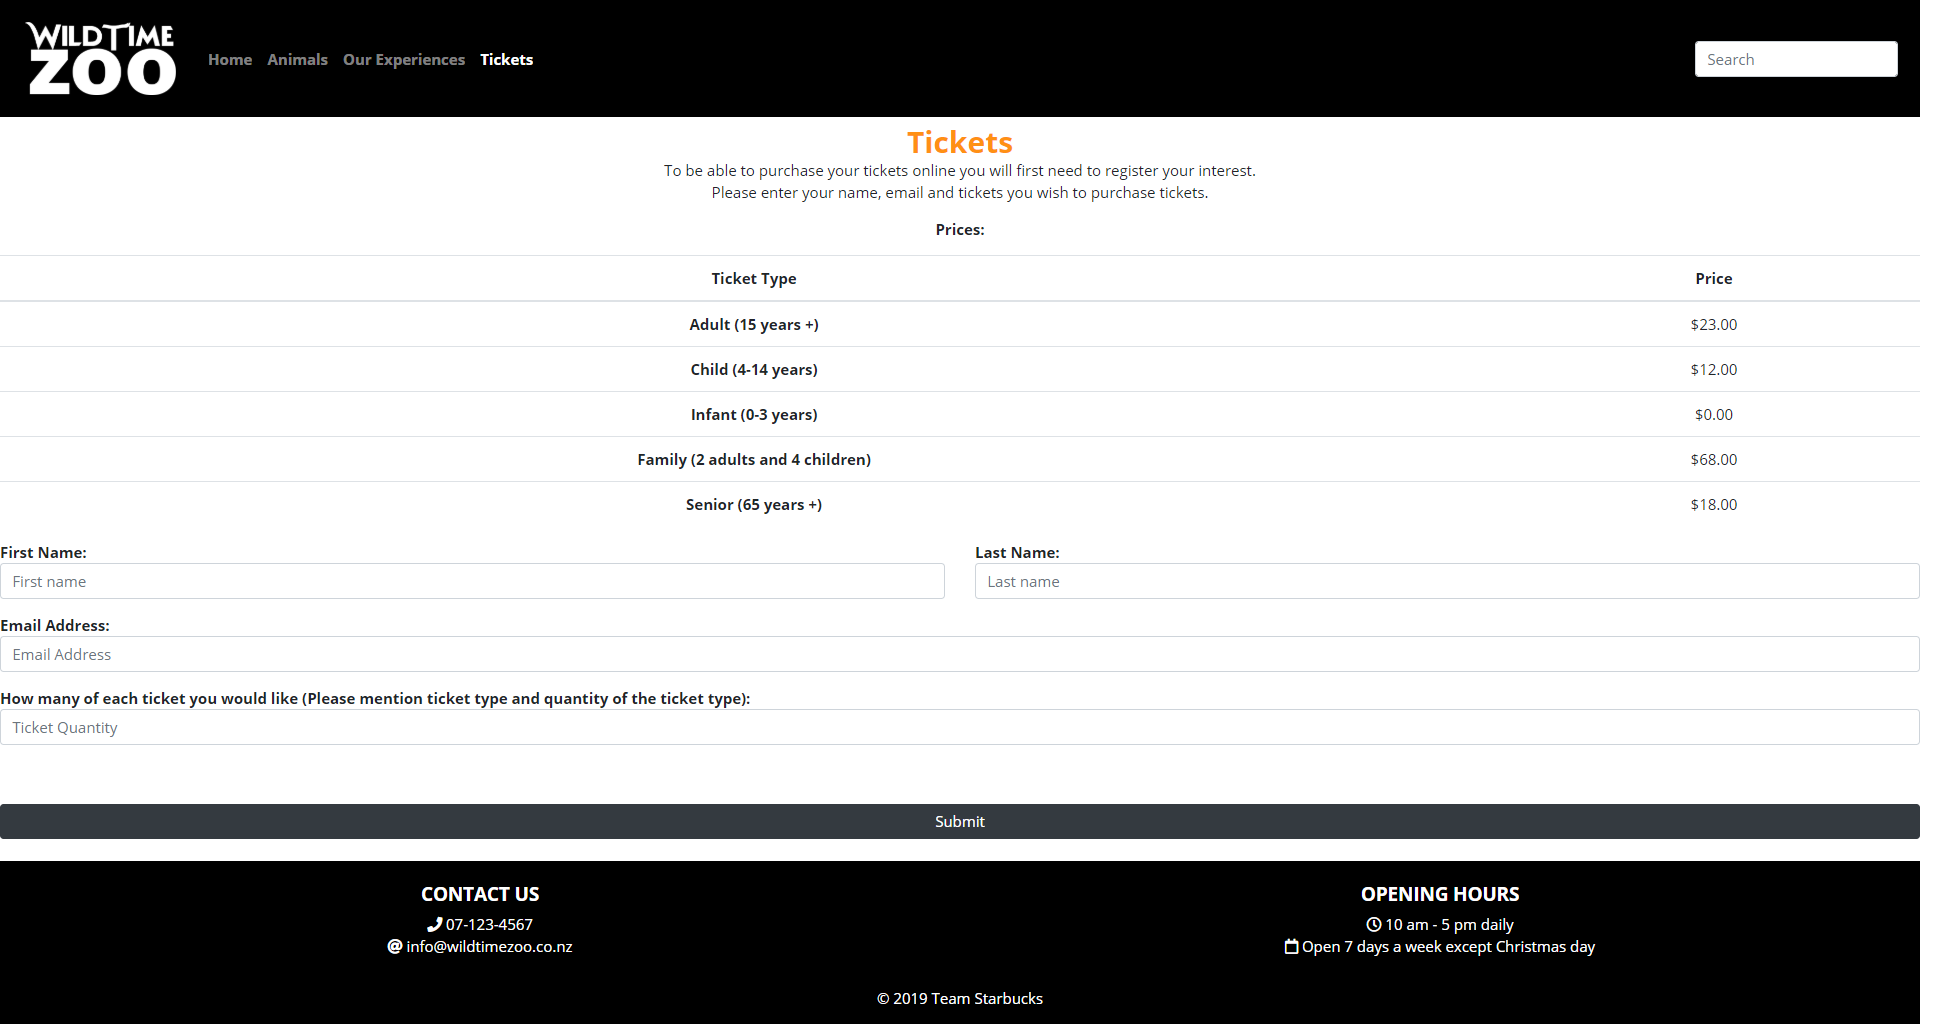 WILDTIME
ZOO
Home Animals Our Experiences Tickets
Search
Tickets
To be able to purchase your tickets online you will first need to register your interest.
Please enter your name, email and tickets you wish to purchase tickets.
Prices:
Ticket Type Price
Adult (15 years +) $23.00
Child (4-14 years) $12.00
Infant (0-3 years) $0.00
Family (2 adults and 4 children) $68.00
Senior (65 years +) $18.00
First Name: Last Name:
First name Last name
Email Address:
Email Address
How many of each ticket you would like (Please mention ticket type and quantity of the ticket type):
Ticket Quantity
Submit
CONTACT US OPENING HOURS
07-123-4567 10 am - 5 pm daily
info@wildtimezoo.co.nz Open 7 days a week except Christmas day
© 2019 Team Starbucks